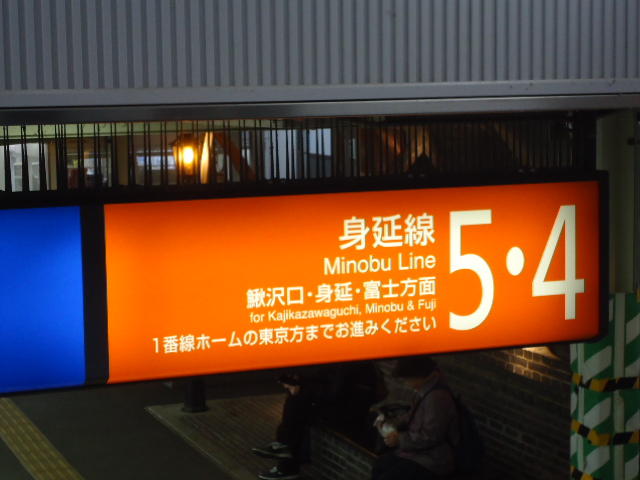 身延線
Minobu Line
鰍沢口・身延・富士方面
for Kajikazawaguchi, Minobu & Fuji
1番線ホームの東京方までお進みください
5・4